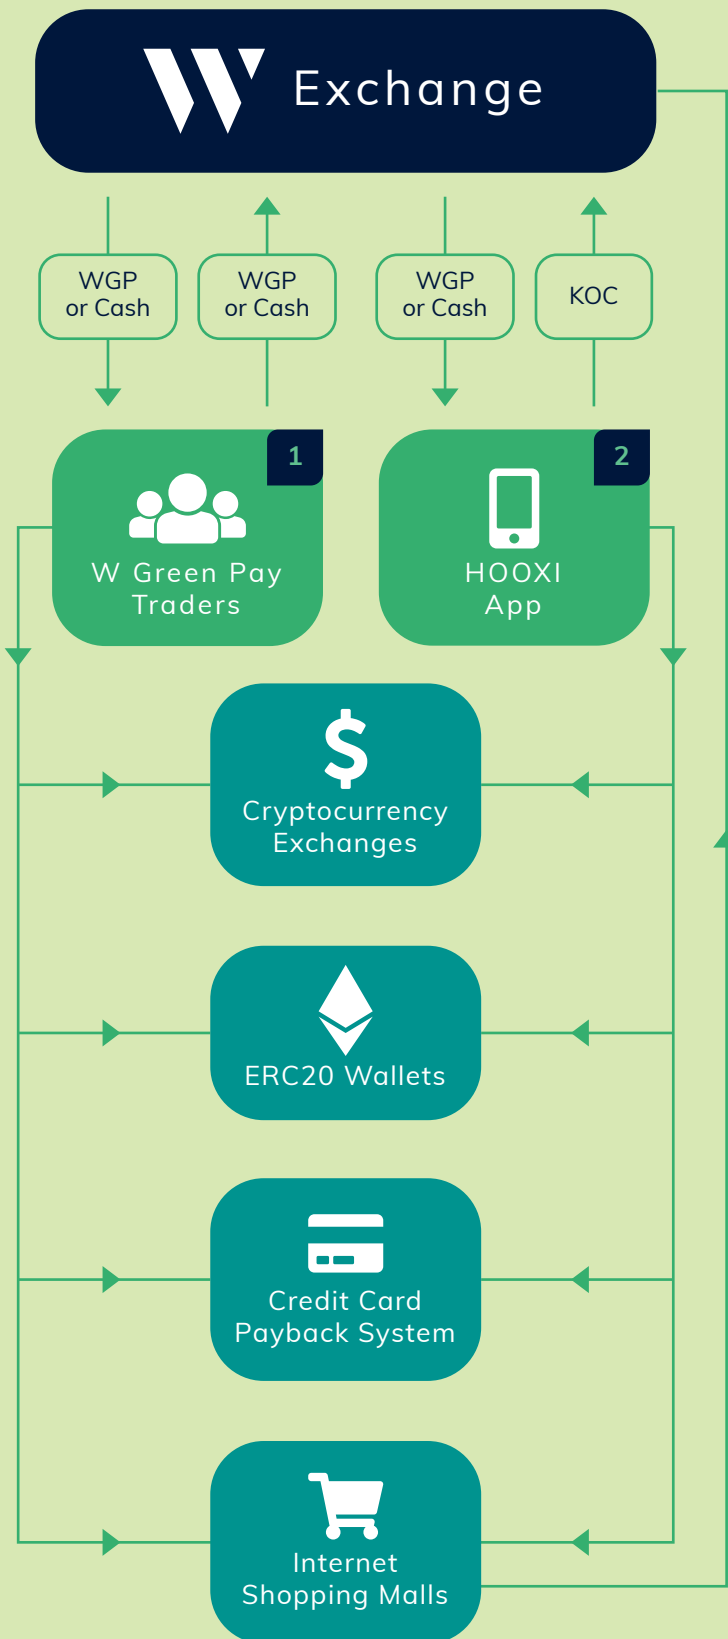 Exchange
WGP
or Cash
WGP
or Cash
WGP
or Cash
KOC
1
W Green Pay
Traders
2
HOOXI
App
Cryptocurrency
Exchanges
ERC20 Wallets
Credit Card
Payback System
Internet
Shopping Malls